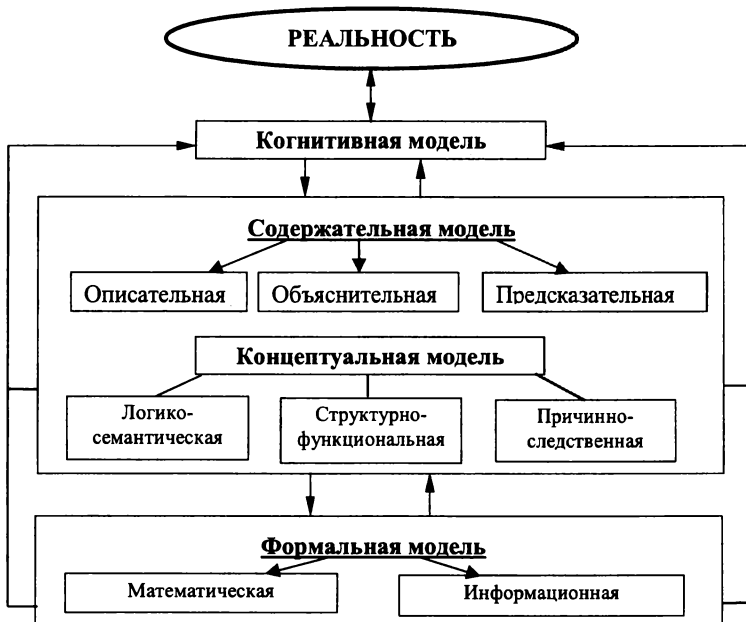 РЕАЛЬНОСТЬ
Когнитивная модель
Содержательная модель
Описательная
Объяснительная
Предсказательная
Концептуальная модель
Логико-
семантическая
Структурно-
функциональная
Причинно-
следственная
Формальная модель
Математическая
Информационная